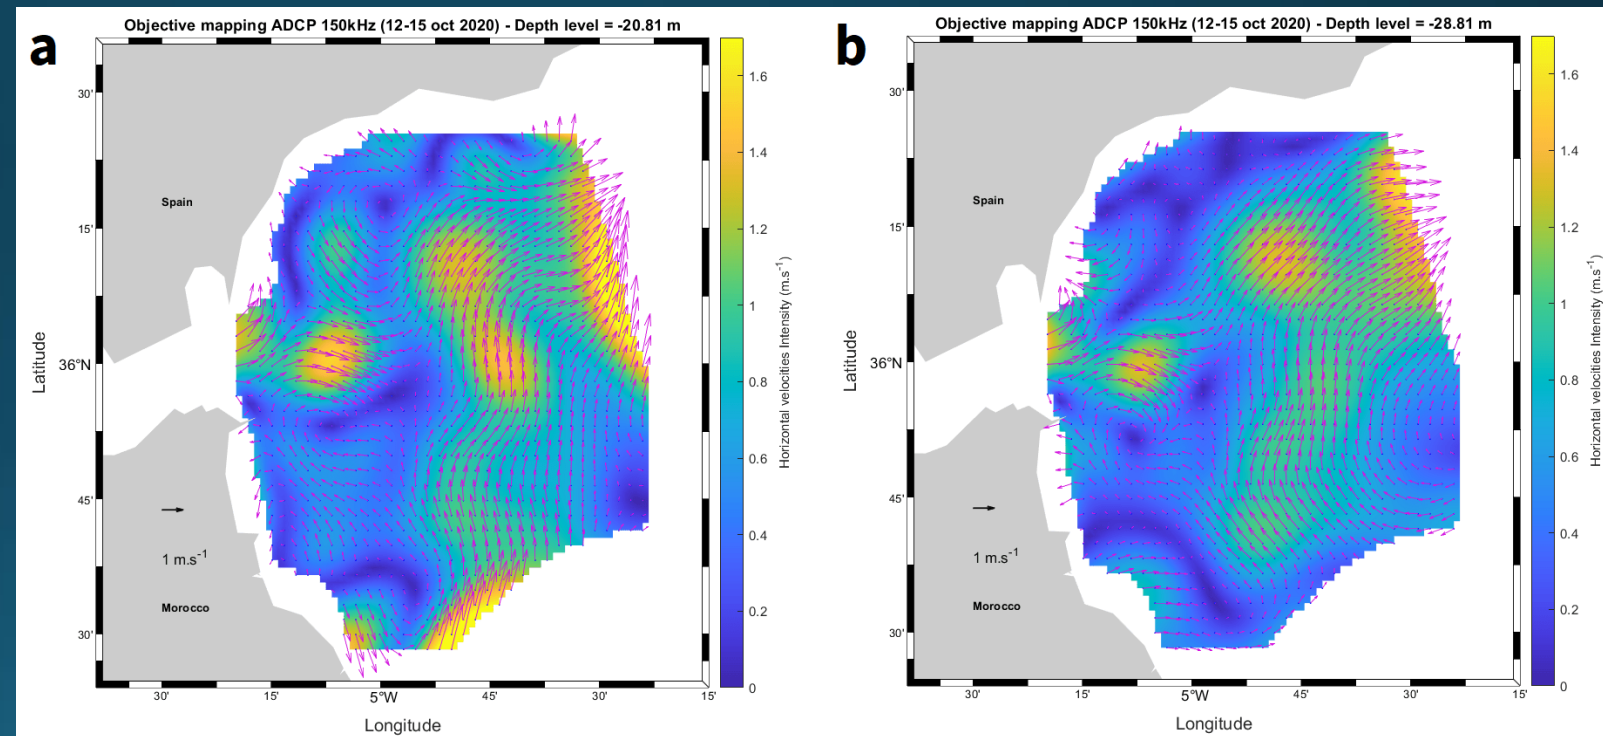 a
Objective mapping ADCP 150kHz (12-15 oct 2020) - Depth level = -20.81 m
30'
15'
36°N
45'
30'
Latitude
Spain
1 m.s⁻¹
Morocco
30'
15'
5°W
45'
30'
15'
Longitude
1.6
1.4
1.2
1
0.8
0.6
0.4
0.2
0
Horizontal velocities Intensity (m.s⁻¹)
b
Objective mapping ADCP 150kHz (12-15 oct 2020) - Depth level = -28.81 m
30'
15'
36°N
45'
30'
Latitude
Spain
1 m.s⁻¹
Morocco
30'
15'
5°W
45'
30'
15'
Longitude
1.6
1.4
1.2
1
0.8
0.6
0.4
0.2
0
Horizontal velocities Intensity (m.s⁻¹)